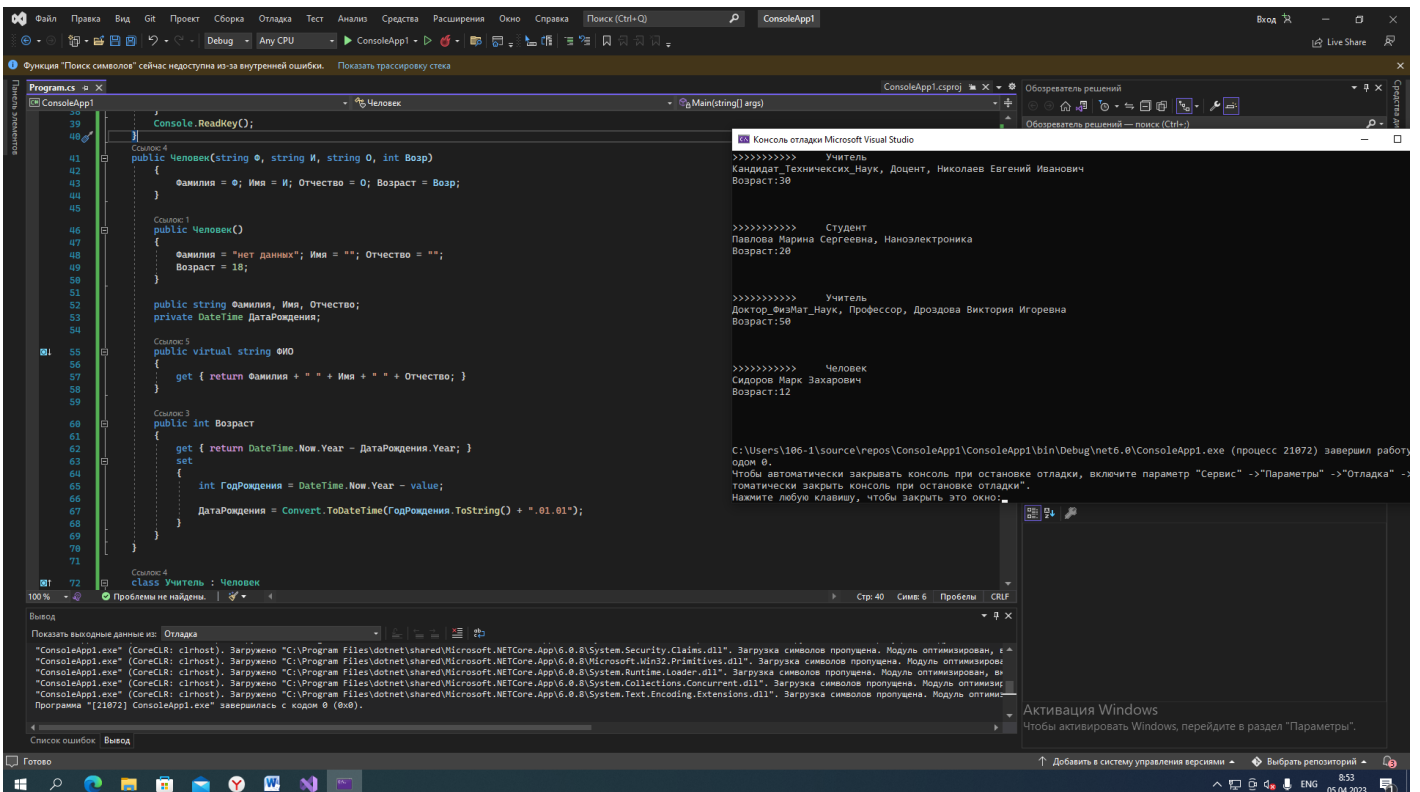 Файл Правка Вид Git Проект Сборка Отладка Тест Анализ Средства Расширения Окно Справка Поиск (Ctrl+Q) ConsoleApp1 Вход
Debug Any CPU ConsoleApp1 Live Share
Функция "Поиск символов" сейчас недоступна из-за внутренней ошибки. Показать трассировку стека
Панель элементов
Program.cs ConsoleApp1.csproj
ConsoleApp1 Человек Main(string[] args)
38 }
39 Console.ReadKey();
40 }
Ссылок: 4
41 public Человек(string Ф, string И, string О, int Возр)
42 {
43 Фамилия = Ф; Имя = И; Отчество = О; Возраст = Возр;
44 }
45
Ссылок: 1
46 public Человек()
47 {
48 Фамилия = "нет данных"; Имя = ""; Отчество = "";
49 Возраст = 18;
50 }
51
52 public string Фамилия, Имя, Отчество;
53 private DateTime ДатаРождения;
54
Ссылок: 5
55 public virtual string ФИО
56 {
57 get { return Фамилия + " " + Имя + " " + Отчество; }
58 }
59
Ссылок: 3
60 public int Возраст
61 {
62 get { return DateTime.Now.Year - ДатаРождения.Year; }
63 set
64 {
65 int ГодРождения = DateTime.Now.Year - value;
66
67 ДатаРождения = Convert.ToDateTime(ГодРождения.ToString() + ".01.01");
68 }
69 }
70 }
71
Ссылок: 4
72 class Учитель : Человек
100 % Проблемы не найдены. Стр: 40 Симв: 6 Пробелы CRLF
Обозреватель решений
Обозреватель решений — поиск (Ctrl+;)
Средства
Консоль отладки Microsoft Visual Studio
>>>>>>>>>>> Учитель
Кандидат_Техничексих_Наук, Доцент, Николаев Евгений Иванович
Возраст:30
>>>>>>>>>>> Студент
Павлова Марина Сергеевна, Наноэлектроника
Возраст:20
>>>>>>>>>>> Учитель
Доктор_ФизМат_Наук, Профессор, Дроздова Виктория Игоревна
Возраст:50
>>>>>>>>>>> Человек
Сидоров Марк Захарович
Возраст:12
C:\Users\106-1\source\repos\ConsoleApp1\ConsoleApp1\bin\Debug\net6.0\ConsoleApp1.exe (процесс 21072) завершил работу
одом 0.
Чтобы автоматически закрывать консоль при остановке отладки, включите параметр "Сервис" ->"Параметры" ->"Отладка" ->
томатически закрыть консоль при остановке отладки".
Нажмите любую клавишу, чтобы закрыть это окно:
Вывод
Показать выходные данные из: Отладка
"ConsoleApp1.exe" (CoreCLR: clrhost). Загружено "C:\Program Files\dotnet\shared\Microsoft.NETCore.App\6.0.8\System.Security.Claims.dll". Загрузка символов пропущена. Модуль оптимизирован,
"ConsoleApp1.exe" (CoreCLR: clrhost). Загружено "C:\Program Files\dotnet\shared\Microsoft.NETCore.App\6.0.8\Microsoft.Win32.Primitives.dll". Загрузка символов пропущена. Модуль оптимизирова
"ConsoleApp1.exe" (CoreCLR: clrhost). Загружено "C:\Program Files\dotnet\shared\Microsoft.NETCore.App\6.0.8\System.Runtime.Loader.dll". Загрузка символов пропущена. Модуль оптимизирован, вк
"ConsoleApp1.exe" (CoreCLR: clrhost). Загружено "C:\Program Files\dotnet\shared\Microsoft.NETCore.App\6.0.8\System.Collections.Concurrent.dll". Загрузка символов пропущена. Модуль оптимизир
"ConsoleApp1.exe" (CoreCLR: clrhost). Загружено "C:\Program Files\dotnet\shared\Microsoft.NETCore.App\6.0.8\System.Text.Encoding.Extensions.dll". Загрузка символов пропущена. Модуль оптимиз
Программа "[21072] ConsoleApp1.exe" завершилась с кодом 0 (0x0).
Список ошибок Вывод
Активация Windows
Чтобы активировать Windows, перейдите в раздел "Параметры".
Готово Добавить в систему управления версиями Выбрать репозиторий
ENG 8:53
05.04.2023